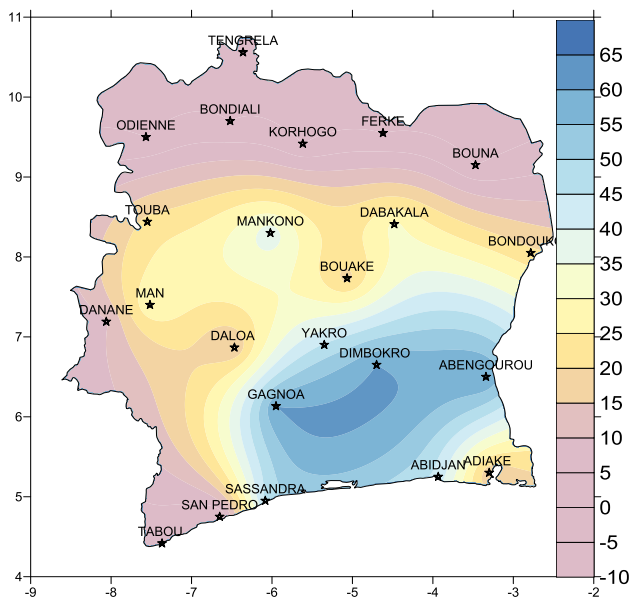 11
10
9
8
7
6
5
4
TENGRELA
BONDIALI
ODIENNE
FERKE
KORHOGO
BOUNA
TOUBA
DABAKALA
MANKONO
BONDOUKO
BOUAKE
MAN
DANANE
YAKRO
DALOA
DIMBOKRO
ABENGOUROU
GAGNOA
ADIAKE
ABIDJAN
SASSANDRA
SAN PEDRO
TABOU
-9 -8 -7 -6 -5 -4 -3 -2
65
60
55
50
45
40
35
30
25
20
15
10
5
0
-5
-10